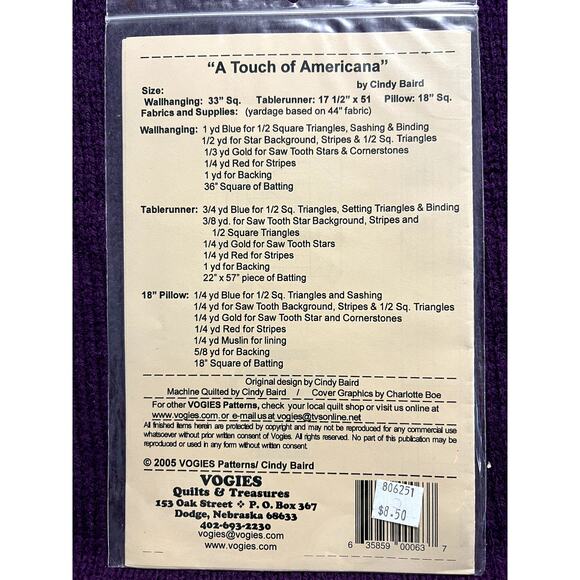 "A Touch of Americana"
by Cindy Baird
Size:
Wallhanging: 33" Sq. Tablerunner: 17 1/2" x 51 Pillow: 18" Sq.
Fabrics and Supplies: (yardage based on 44" fabric)
Wallhanging: 1 yd Blue for 1/2 Square Triangles, Sashing & Binding
1/2 yd for Star Background, Stripes & 1/2 Sq. Triangles
1/3 yd Gold for Saw Tooth Stars & Cornerstones
1/4 yd Red for Stripes
1 yd for Backing
36" Square of Batting
Tablerunner: 3/4 yd Blue for 1/2 Sq. Triangles, Setting Triangles & Binding
3/8 yd. for Saw Tooth Star Background, Stripes and
1/2 Square Triangles
1/4 yd Gold for Saw Tooth Stars
1/4 yd Red for Stripes
1 yd for Backing
22" x 57" piece of Batting
18" Pillow: 1/4 yd Blue for 1/2 Sq. Triangles and Sashing
1/4 yd for Saw Tooth Background, Stripes & 1/2 Sq. Triangles
1/4 yd Gold for Saw Tooth Star and Cornerstones
1/4 yd Red for Stripes
1/4 yd Muslin for lining
5/8 yd for Backing
18" Square of Batting
Original design by Cindy Baird
Machine Quilted by Cindy Baird / Cover Graphics by Charlotte Boe
For other VOGIES Patterns, check your local quilt shop or visit us online at
www.vogies.com. or e-mail us at vogies@tvsonline.net
All finished items herein are protected by copyright and may not be reproduced for any commercial use
whatsoever without prior written consent of Vogies. All rights reserved. No part of this publication may be
reproduced or used in any form without written consent.
© 2005 VOGIES Patterns/ Cindy Baird
VOGIES
Quilts & Treasures
153 Oak Street ❖ P. O. Box 367
Dodge, Nebraska 68633
402-693-2230
vogies@vogies.com
www.vogies.com
806251
$8.50
6 35859 00063 7